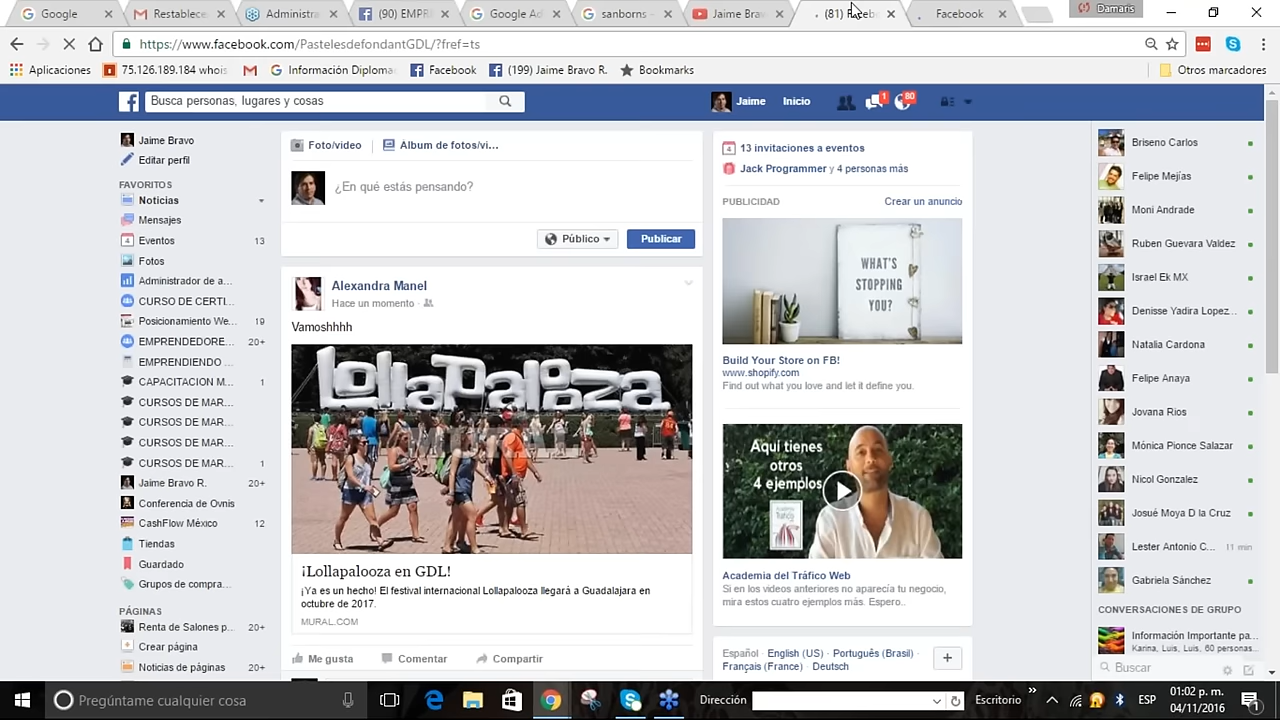 Google
Restableces
Administra
(90) EMPR
Google Ad
sanborns -
Jaime Brav
(81) Faceb
Facebook
Damaris
https://www.facebook.com/PastelesdefondantGDL/?fref=ts
Aplicaciones
75.126.189.184 whois
Información Diploma
Facebook
(199) Jaime Bravo R.
Bookmarks
Otros marcadores
Busca personas, lugares y cosas
Jaime
Inicio
1
80
Jaime Bravo
Editar perfil
FAVORITOS
Noticias
Mensajes
Eventos 13
Fotos
Administrador de a...
CURSO DE CERTI...
Posicionamiento We... 19
EMPRENDEDORE... 20+
EMPRENDIENDO ...
CAPACITACION M... 1
CURSOS DE MAR...
CURSOS DE MAR...
CURSOS DE MAR...
CURSOS DE MAR... 1
Jaime Bravo R. 20+
Conferencia de Ovnis
CashFlow México 12
Tiendas
Guardado
Grupos de compra...
PÁGINAS
Renta de Salones p... 20+
Crear página
Noticias de páginas 20+
Foto/video
Álbum de fotos/vi...
¿En qué estás pensando?
Público
Publicar
Alexandra Manel
Hace un momento ·
Vamoshhhh
Lollapalooza
¡Lollapalooza en GDL!
¡Ya es un hecho! El festival internacional Lollapalooza llegará a Guadalajara en
octubre de 2017.
MURAL.COM
Me gusta
Comentar
Compartir
13 invitaciones a eventos
Jack Programmer y 4 personas más
PUBLICIDAD
Crear un anuncio
WHAT'S
STOPPING
YOU?
Build Your Store on FB!
www.shopify.com
Find out what you love and let it define you.
Aquí tienes
otros
4 ejemplos
Academia del Tráfico Web
Si en los videos anteriores no aparecía tu negocio,
mira estos cuatro ejemplos más. Espero..
Español · English (US) · Português (Brasil) ·
Français (France) · Deutsch
Briseno Carlos
Felipe Mejías
Moni Andrade
Ruben Guevara Valdez
Israel Ek MX
Denisse Yadira Lopez...
Natalia Cardona
Felipe Anaya
Jovana Rios
Mónica Pionce Salazar
Nicol Gonzalez
Josué Moya D la Cruz
Lester Antonio C... 11 min
Gabriela Sánchez
CONVERSACIONES DE GRUPO
Información Importante pa...
Karina, Luis, Luis, 60 personas...
Buscar
Pregúntame cualquier cosa
Dirección
Escritorio
ESP
01:02 p. m.
04/11/2016
1